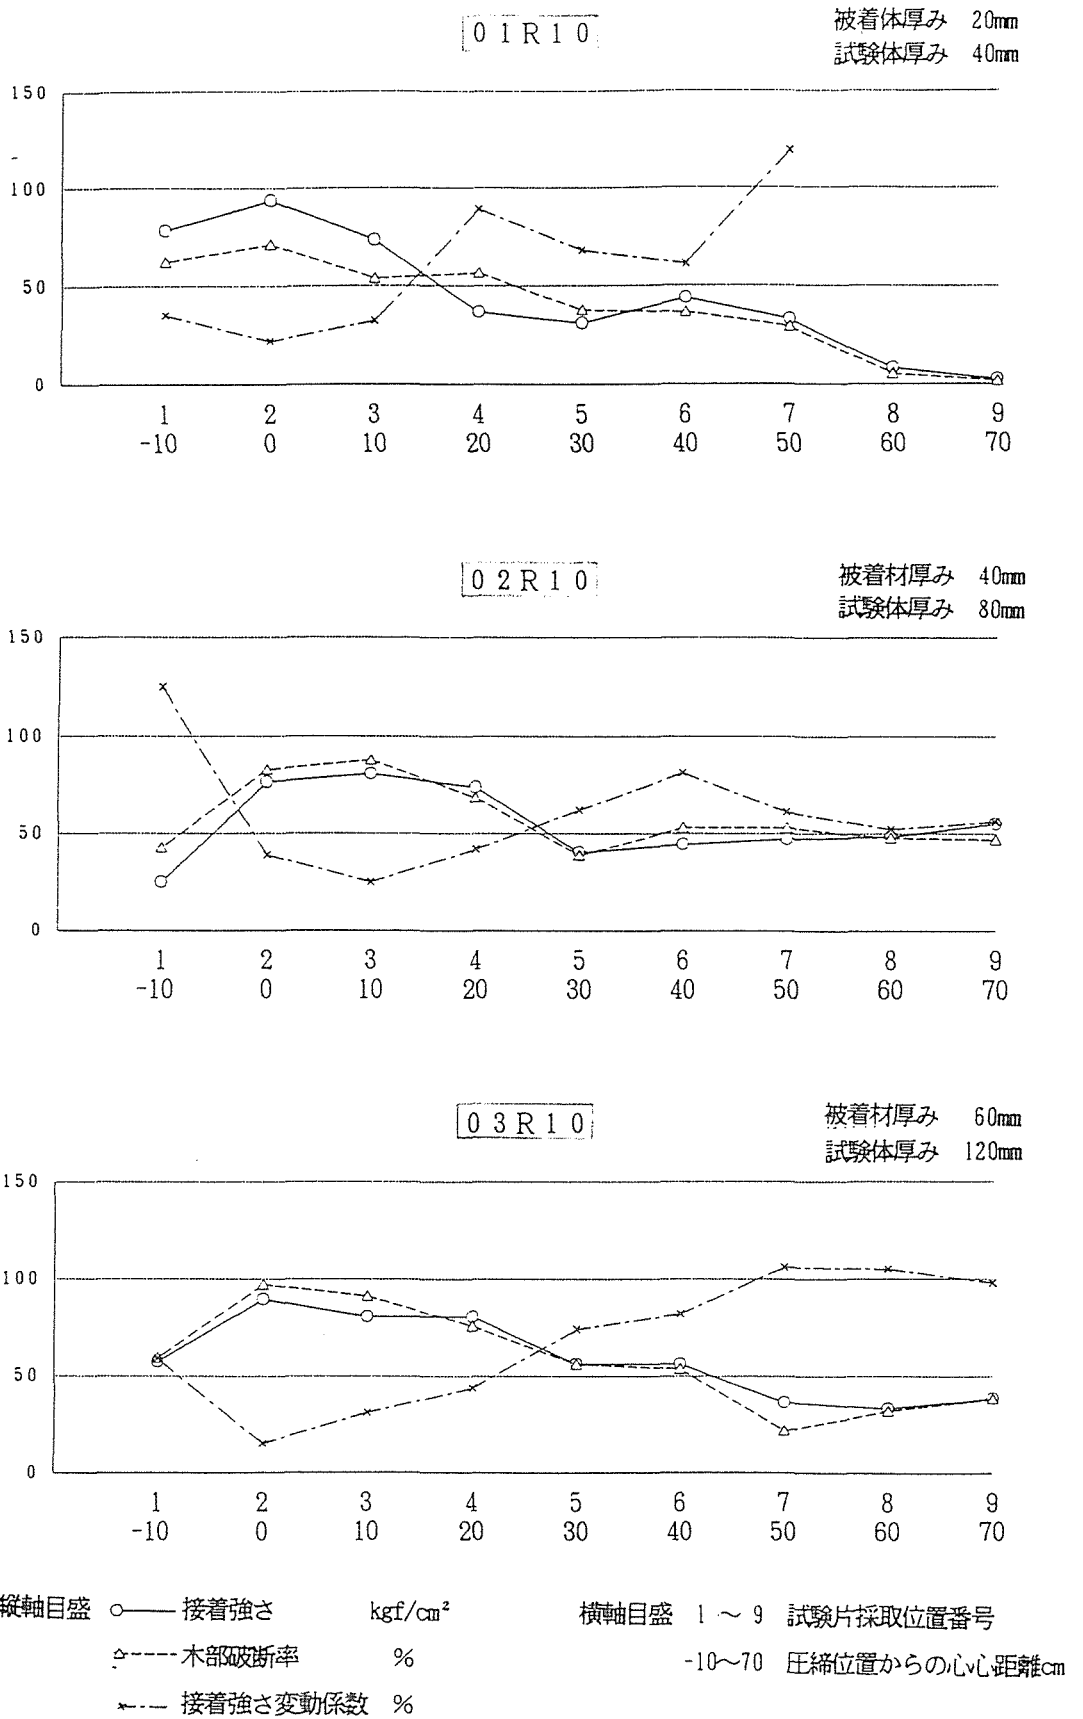 01R10
被着体厚み 20mm
試験体厚み 40mm
150
100
50
0
1 2 3 4 5 6 7 8 9
-10 0 10 20 30 40 50 60 70
02R10
被着材厚み 40mm
試験体厚み 80mm
150
100
50
0
1 2 3 4 5 6 7 8 9
-10 0 10 20 30 40 50 60 70
03R10
被着材厚み 60mm
試験体厚み 120mm
150
100
50
0
1 2 3 4 5 6 7 8 9
-10 0 10 20 30 40 50 60 70
縦軸目盛 接着強さ kgf/cm² 横軸目盛 1～9 試験片採取位置番号
木部破断率 % -10～70 圧締位置からの心心距離cm
接着強さ変動係数 %